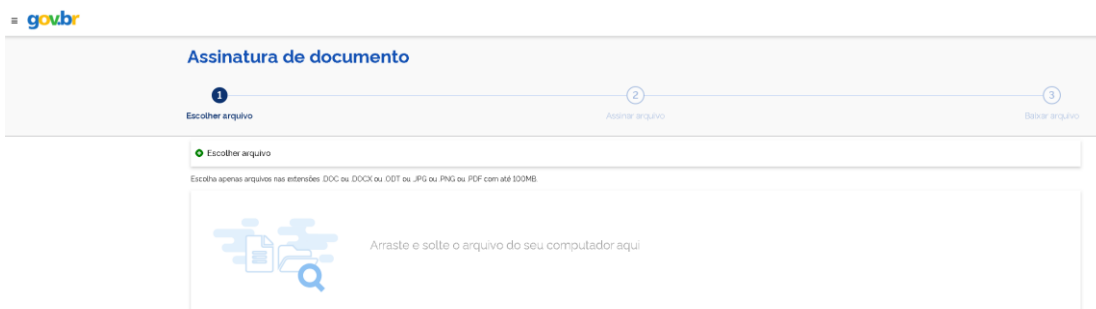 gov.br
Assinatura de documento
1
2
3
Escolher arquivo
Assinar arquivo
Baixar arquivo
Escolher arquivo
Escolha apenas arquivos nas extensões .DOC ou .DOCX ou .ODT ou .JPG ou .PNG ou .PDF com até 100MB.
Arraste e solte o arquivo do seu computador aqui